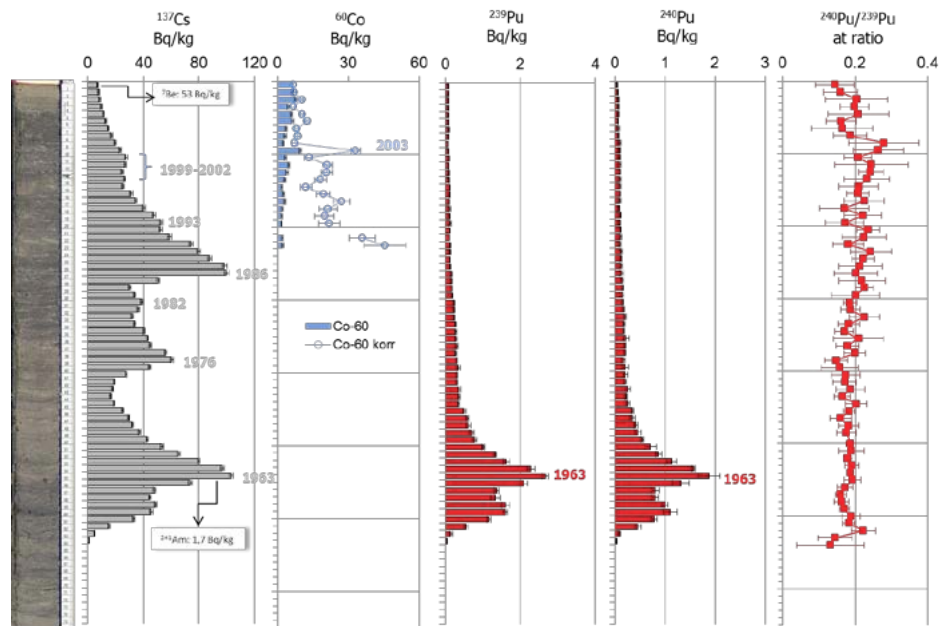 ¹³⁷Cs
Bq/kg
⁶⁰Co
Bq/kg
²³⁹Pu
Bq/kg
²⁴⁰Pu
Bq/kg
²⁴⁰Pu/²³⁹Pu
at ratio
0 40 80 120
0 30 60
0 2 4
0 1 2 3
0 0.2 0.4
⁷Be: 53 Bq/kg
2003
1999-2002
1993
1986
1982
Co-60
Co-60 korr
1976
1963
1963
1963
²⁴¹Am: 1,7 Bq/kg